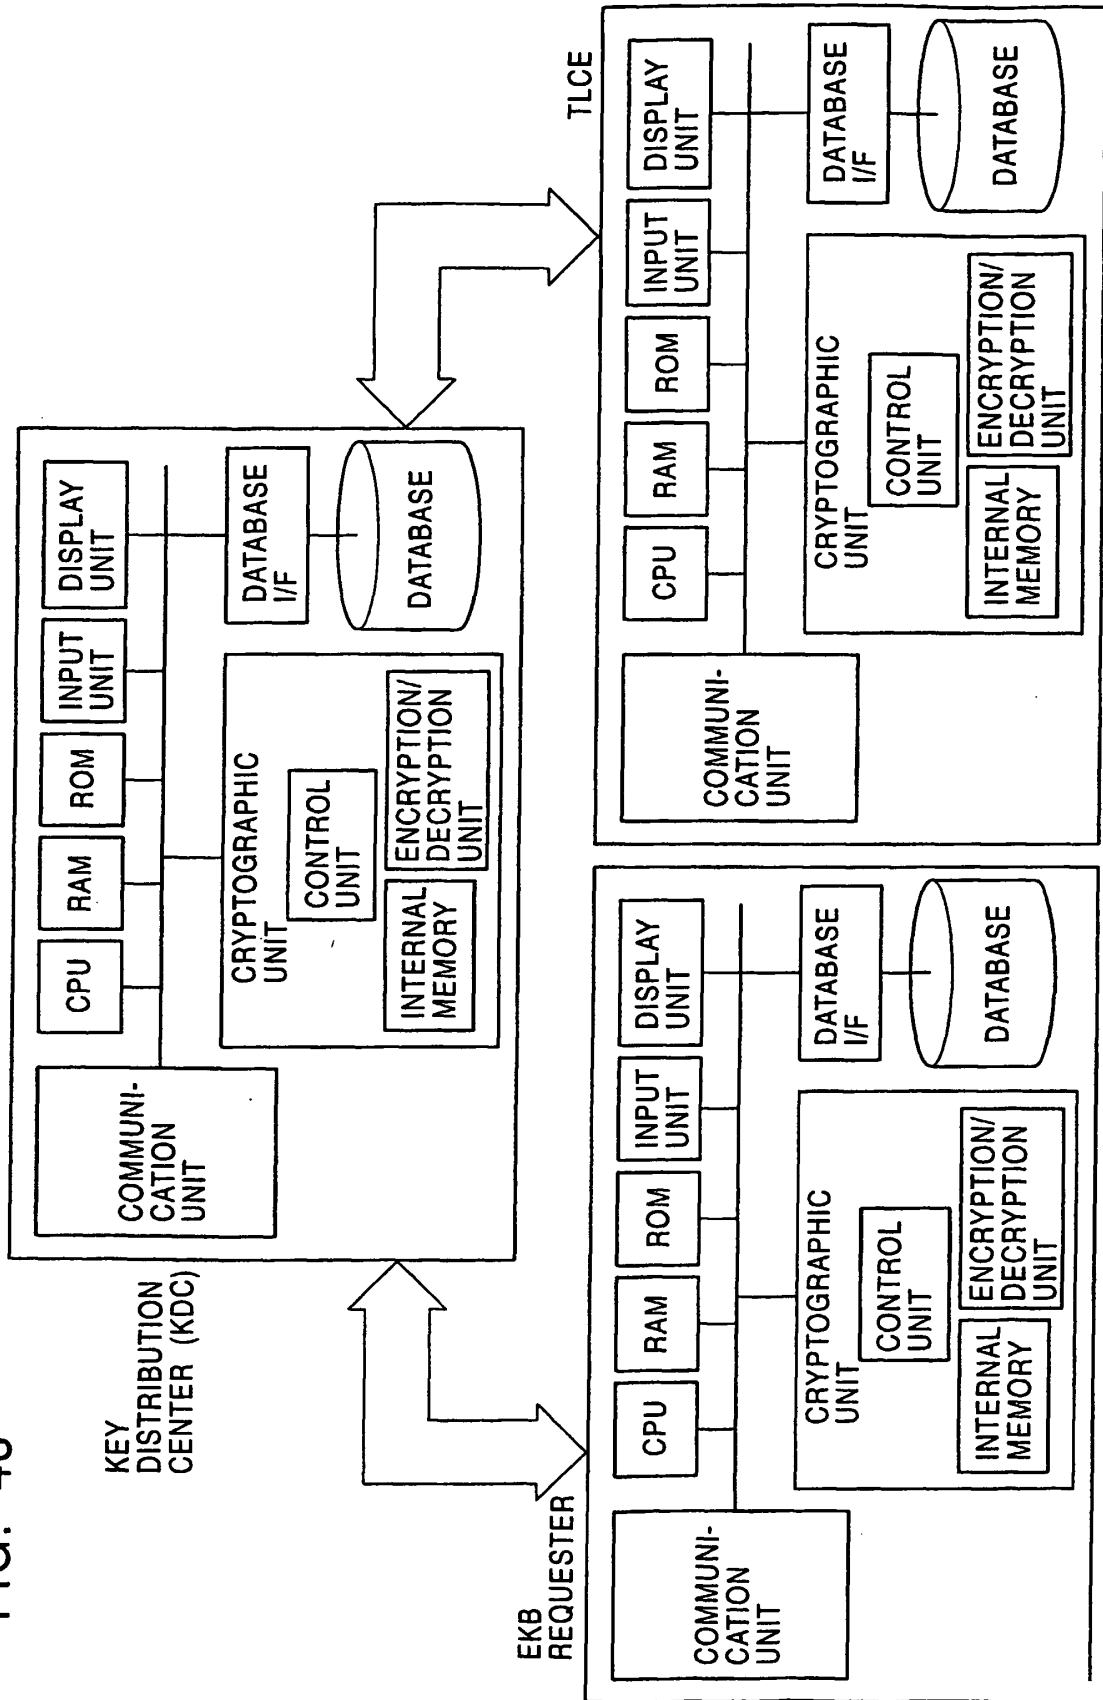 FIG.
KEY
DISTRIBUTION
CENTER (KDC)
COMMUNI-
CATION
UNIT
CPU
RAM
ROM
INPUT
UNIT
DISPLAY
UNIT
CRYPTOGRAPHIC
UNIT
CONTROL
UNIT
INTERNAL
MEMORY
ENCRYPTION/
DECRYPTION
UNIT
DATABASE
I/F
DATABASE
EKB
REQUESTER
COMMUNI-
CATION
UNIT
CPU
RAM
ROM
INPUT
UNIT
DISPLAY
UNIT
CRYPTOGRAPHIC
UNIT
CONTROL
UNIT
INTERNAL
MEMORY
ENCRYPTION/
DECRYPTION
UNIT
DATABASE
I/F
DATABASE
TLCE
COMMUNI-
CATION
UNIT
CPU
RAM
ROM
INPUT
UNIT
DISPLAY
UNIT
CRYPTOGRAPHIC
UNIT
CONTROL
UNIT
INTERNAL
MEMORY
ENCRYPTION/
DECRYPTION
UNIT
DATABASE
I/F
DATABASE